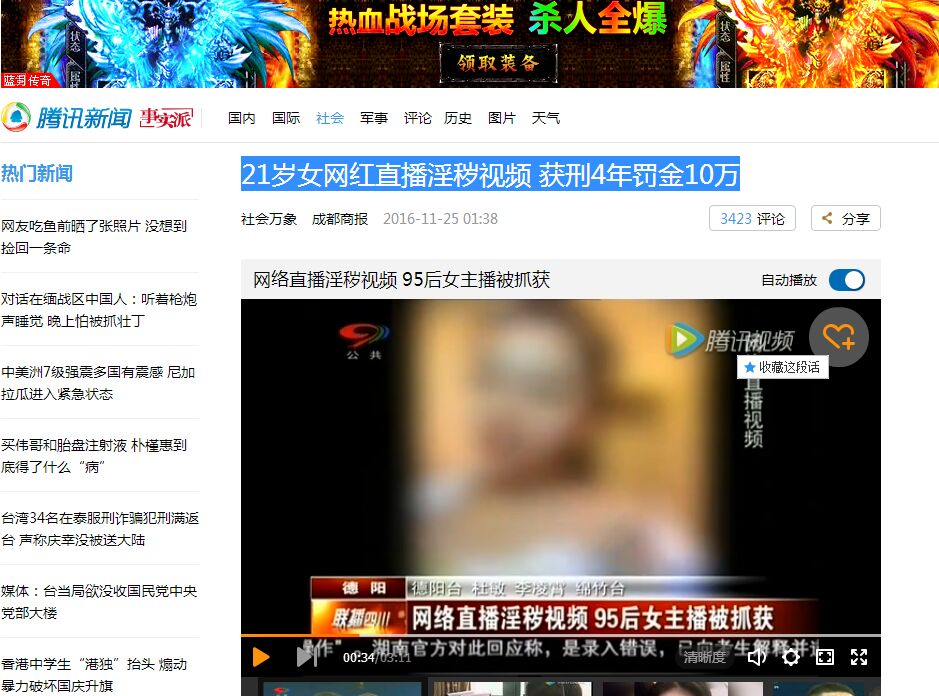 热血战场套装 杀人全爆
状态
领取装备
状态
蓝月传奇
腾讯新闻 事实派
国内 国际 社会 军事 评论 历史 图片 天气
热门新闻
21岁女网红直播淫秽视频 获刑4年罚金10万
社会万象 成都商报 2016-11-25 01:38
3423 评论 分享
网友吃鱼前晒了张照片 没想到
捡回一条命
网络直播淫秽视频 95后女主播被抓获
自动播放
对话在缅战区中国人：听着枪炮
声睡觉 晚上怕被抓壮丁
公共
腾讯视频
收藏这段话
直播视频
中美洲7级强震多国有震感 尼加
拉瓜进入紧急状态
买伟哥和胎盘注射液 朴槿惠到
底得了什么“病”
台湾34名在泰服刑诈骗犯刑满返
台 声称庆幸没被送大陆
媒体：台当局欲没收国民党中央
党部大楼
德阳 德阳台 杜敏 李凌霄 绵竹台
联播四川 网络直播淫秽视频 95后女主播被抓获
作” 湖南官方对此回应称，是录入错误，已向考生解释并
00:34/03:11
清晰度
香港中学生“港独”抬头 煽动
暴力破坏国庆升旗